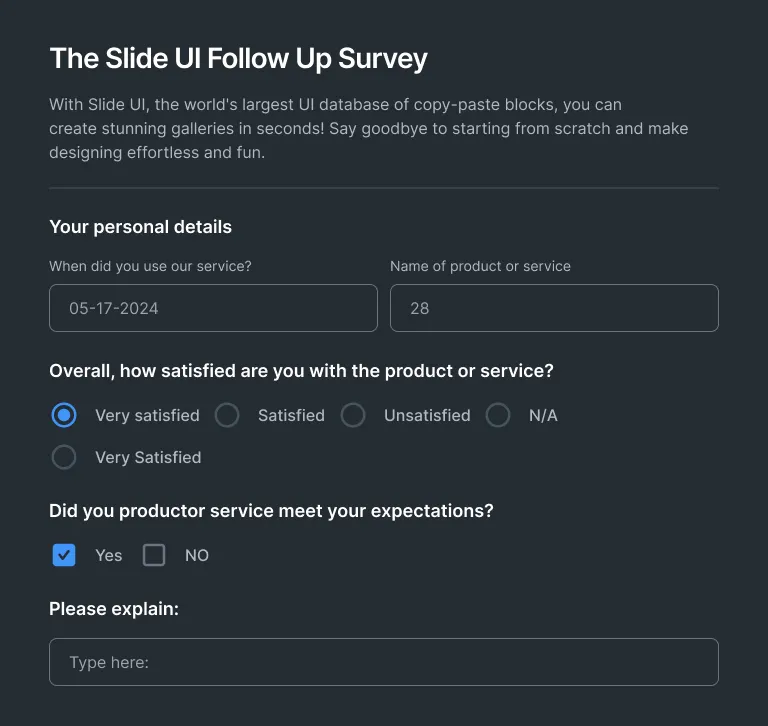 The Slide UI Follow Up Survey
With Slide UI, the world's largest UI database of copy-paste blocks, you can
create stunning galleries in seconds! Say goodbye to starting from scratch and make
designing effortless and fun.
Your personal details
When did you use our service?
Name of product or service
05-17-2024
28
Overall, how satisfied are you with the product or service?
Very satisfied Satisfied Unsatisfied N/A
Very Satisfied
Did you productor service meet your expectations?
Yes NO
Please explain:
Type here: